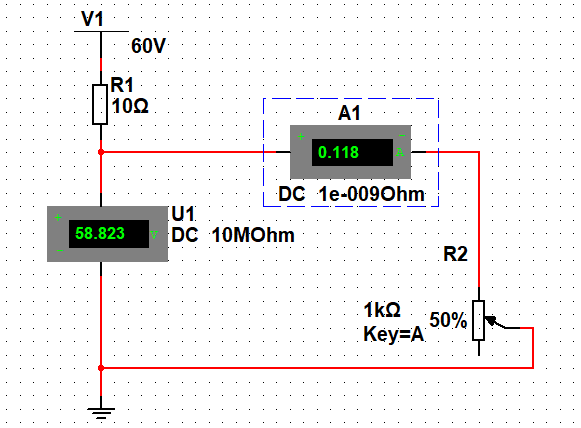 V1
60V
R1
10Ω
A1
+ −
0.118 A
DC 1e-009Ohm
U1
+
58.823 V
−
DC 10MOhm
R2
1kΩ
50%
Key=A